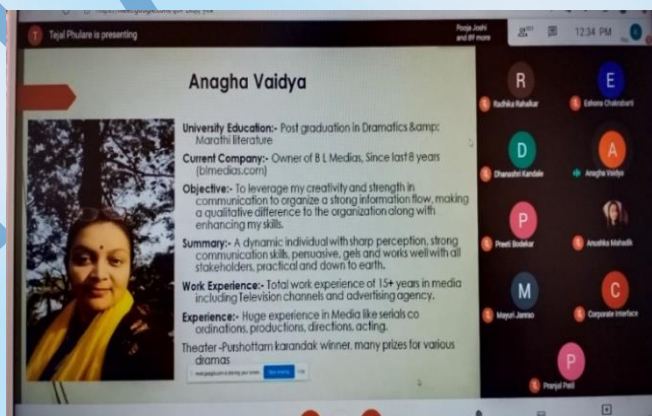 Tejal Phulare is presenting
Pooja Joshi
and 89 more
12:34 PM
You
T
Anagha Vaidya
University Education:- Post graduation in Dramatics &amp;
Marathi literature
Current Company:- Owner of B L Medias, Since last 8 years
(blmedias.com)
Objective:- To leverage my creativity and strength in
communication to organize a strong information flow, making
a qualitative difference to the organization along with
enhancing my skills.
Summary:- A dynamic individual with sharp perception, strong
communication skills, persuasive, gels and works well with all
stakeholders, practical and down to earth.
Work Experience:- Total work experience of 15+ years in media
including Television channels and advertising agency.
Experience:- Huge experience in Media like serials co
ordinations, productions, directions, acting.
Theater -Purshottam karandak winner, many prizes for various
dramas
R
Radhika Rahalkar
E
Eshona Chakrabarti
D
Dhanashri Kandale
A
Anagha Vaidya
P
Preeti Bodekar
Anushka Mahadik
M
Mayuri Janrao
C
Corporate Interface
P
Pranjal Patil